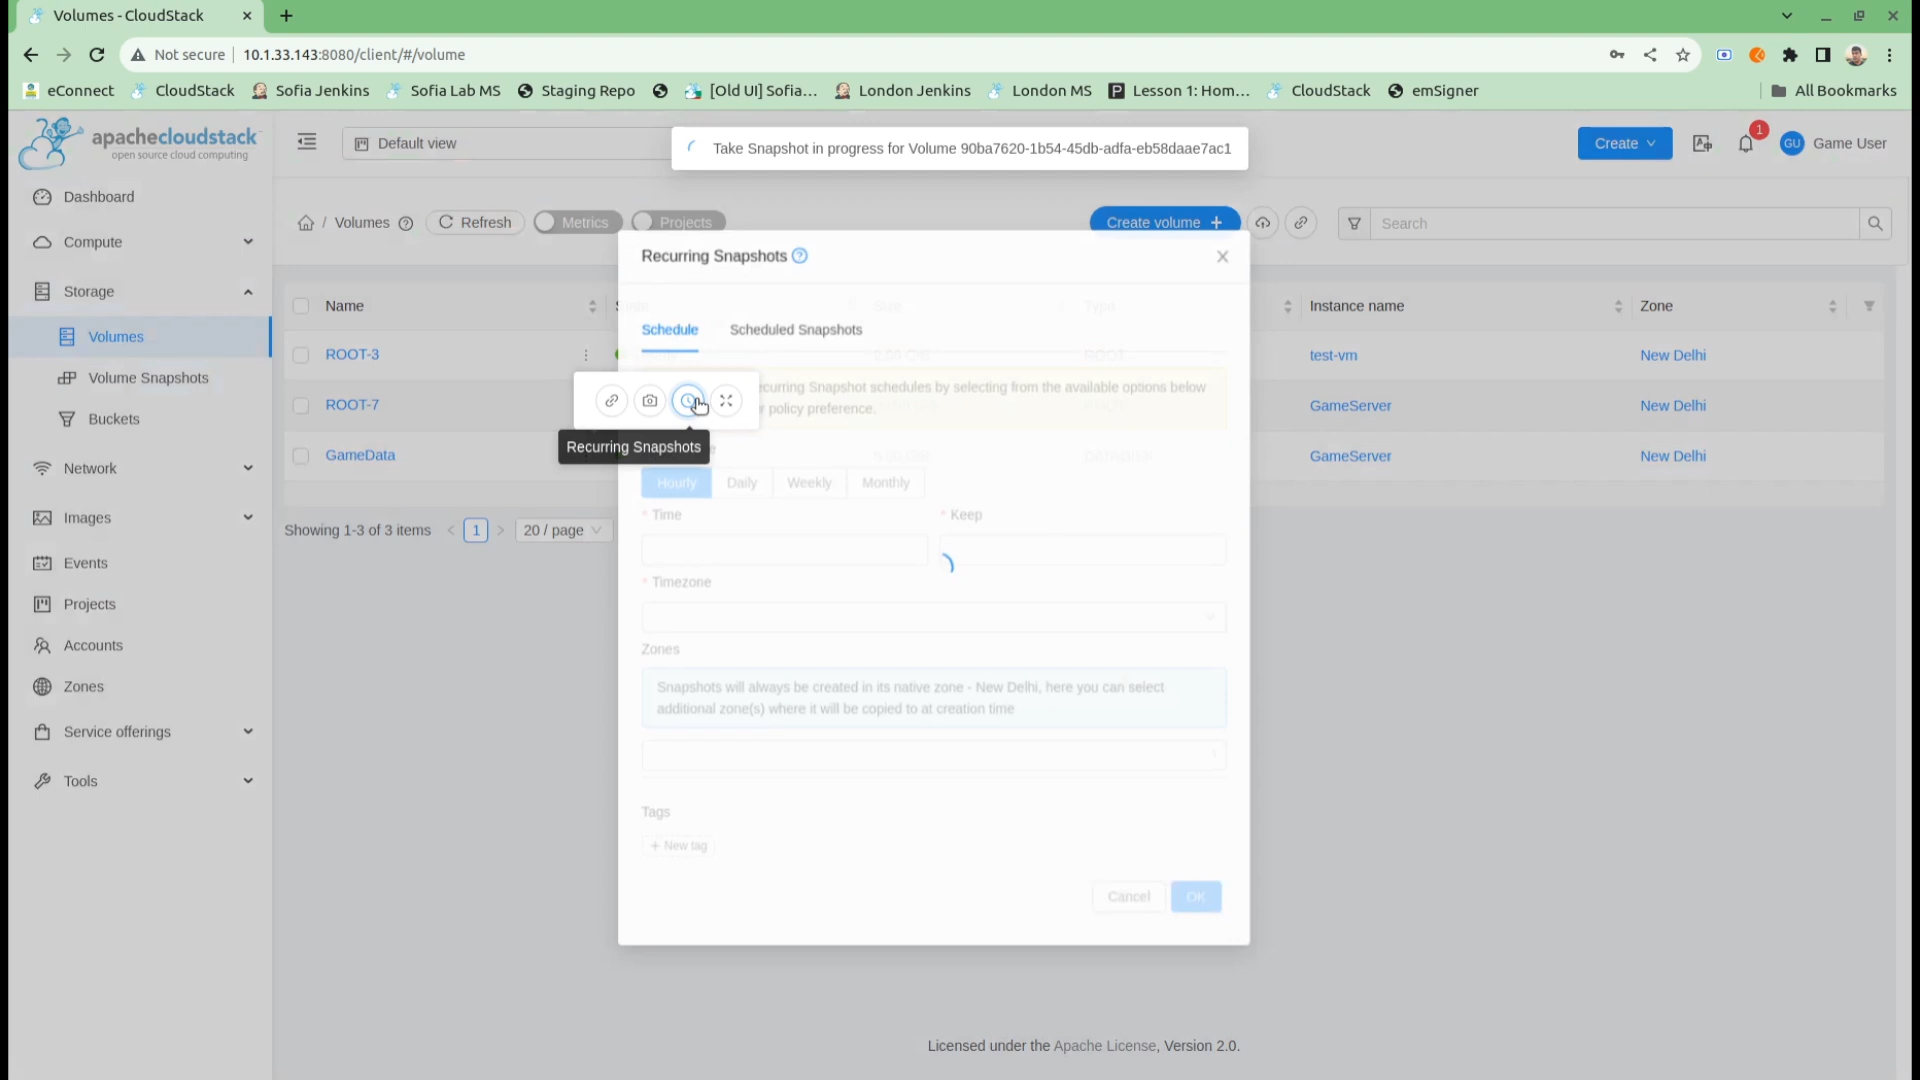 Volumes - CloudStack
Not secure 10.1.33.143:8080/client/#/volume
eConnect CloudStack Sofia Jenkins Sofia Lab MS Staging Repo [Old UI] Sofia... London Jenkins London MS Lesson 1: Hom... CloudStack emSigner All Bookmarks
apachecloudstack
open source cloud computing
Default view
Take Snapshot in progress for Volume 90ba7620-1b54-45db-adfa-eb58daae7ac1
Create
1
GU Game User
Dashboard
Compute
Storage
Volumes
Volume Snapshots
Buckets
Network
Images
Events
Projects
Accounts
Zones
Service offerings
Tools
/ Volumes Refresh Metrics Projects Create volume + Search
Name Size Type Instance name Zone
ROOT-3 test-vm New Delhi
ROOT-7 GameServer New Delhi
GameData GameServer New Delhi
Showing 1-3 of 3 items < 1 > 20 / page
Recurring Snapshots
Schedule Scheduled Snapshots
ecurring Snapshot schedules by selecting from the available options below
r policy preference.
Recurring Snapshots
Hourly Daily Weekly Monthly
* Time * Keep
* Timezone
Zones
Snapshots will always be created in its native zone - New Delhi, here you can select
additional zone(s) where it will be copied to at creation time
Tags
+ New tag
Cancel OK
Licensed under the Apache License, Version 2.0.